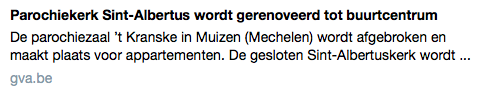 Parochiekerk Sint-Albertus wordt gerenoveerd tot buurtcentrum
De parochiezaal ’t Kranske in Muizen (Mechelen) wordt afgebroken en
maakt plaats voor appartementen. De gesloten Sint-Albertuskerk wordt ...
gva.be